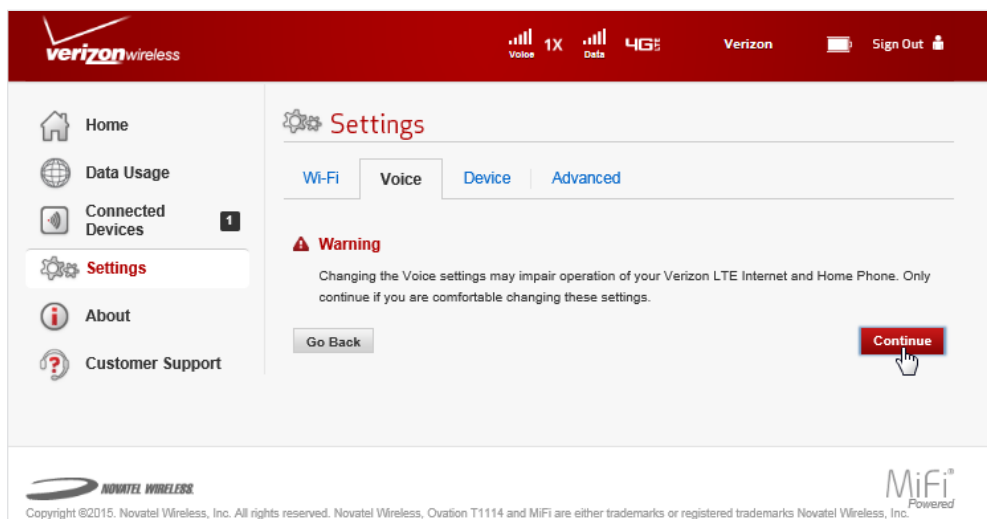 verizonwireless
Voice 1X Data 4G LTE Verizon Sign Out
Home
Data Usage
Connected Devices 1
Settings
About
Customer Support
Settings
Wi-Fi Voice Device Advanced
Warning
Changing the Voice settings may impair operation of your Verizon LTE Internet and Home Phone. Only
continue if you are comfortable changing these settings.
Go Back Continue
NOVATEL WIRELESS.
MiFi®
Powered
Copyright ©2015. Novatel Wireless, Inc. All rights reserved. Novatel Wireless, Ovation T1114 and MiFi are either trademarks or registered trademarks Novatel Wireless, Inc.